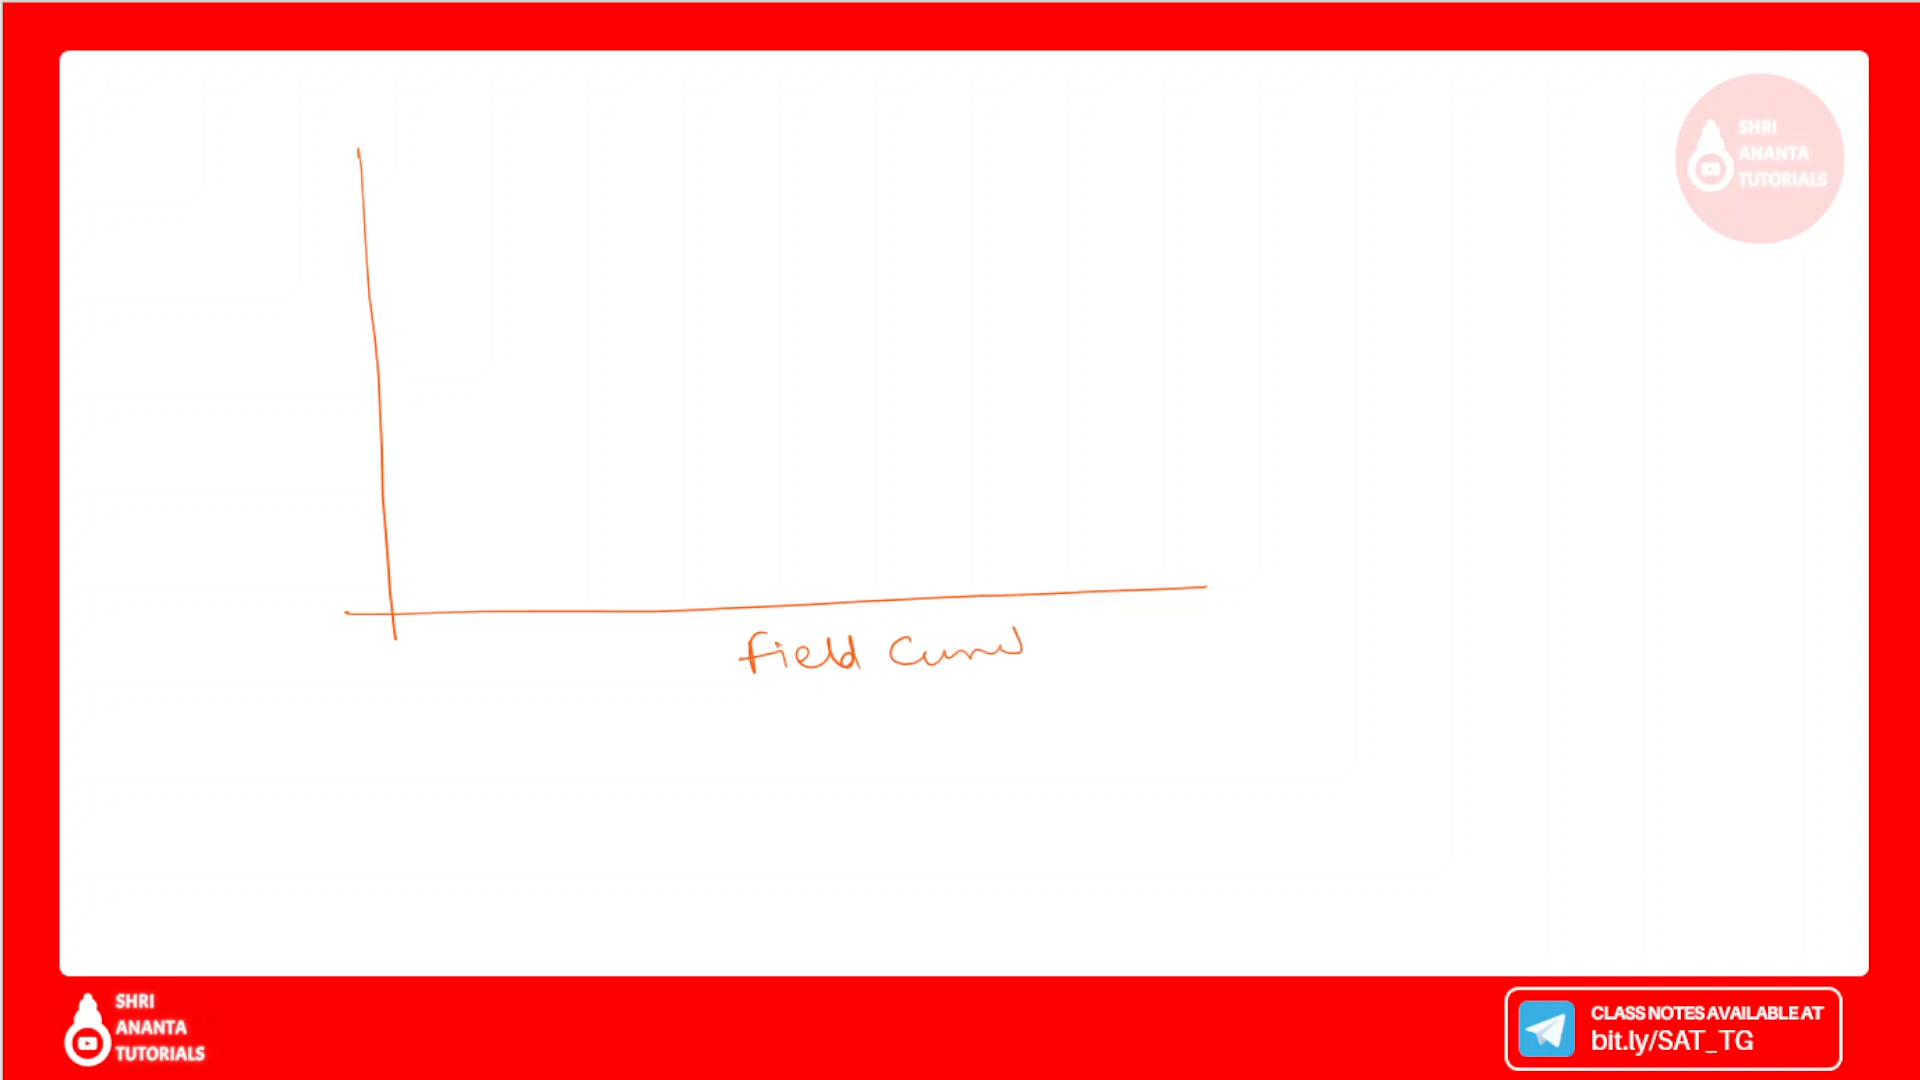 SHRI
ANANTA
TUTORIALS
field
SHRI
ANANTA
TUTORIALS
CLASS NOTES AVAILABLE AT
bit.ly/SAT_TG